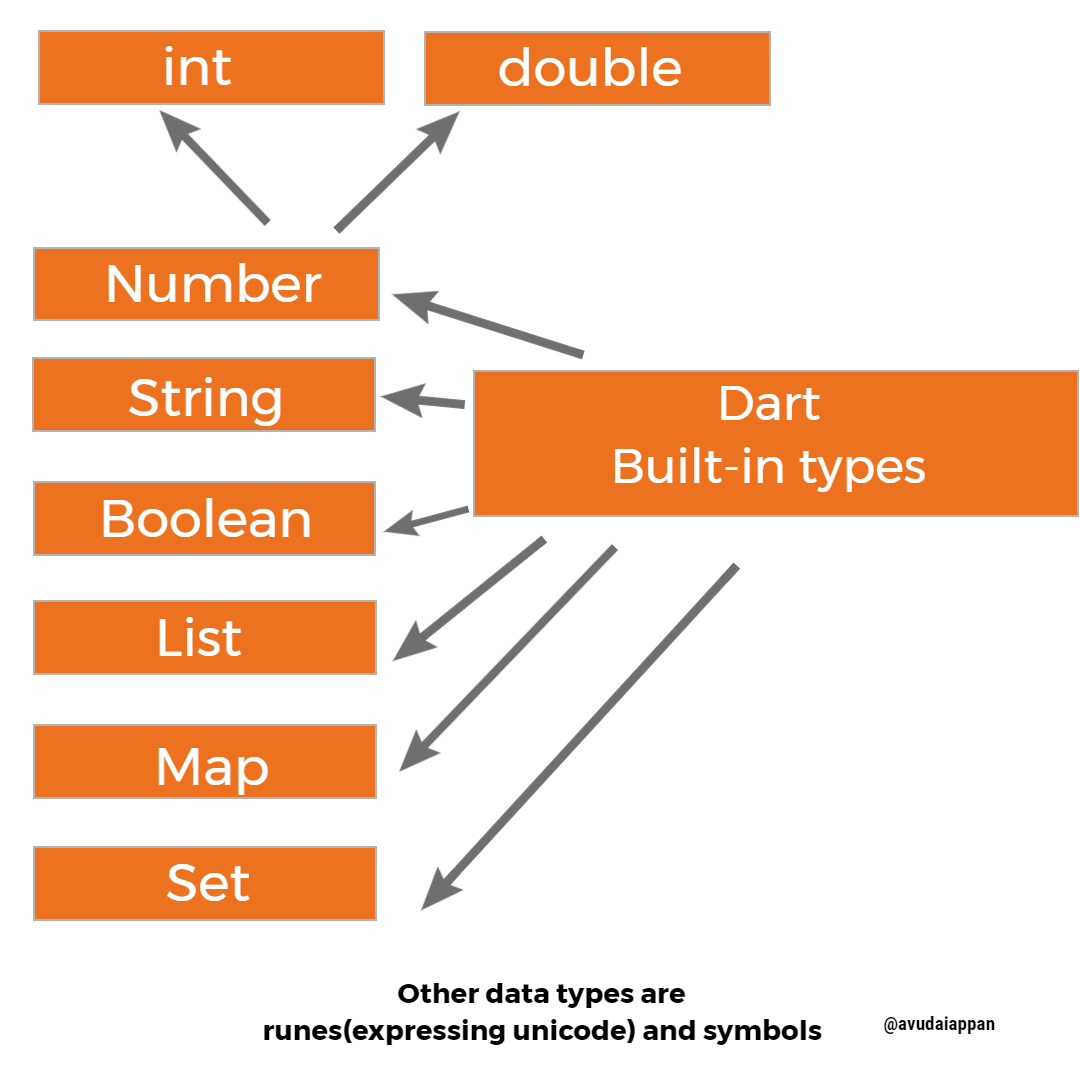 int
double
Number
String
Dart
Built-in types
Boolean
List
Map
Set
Other data types are
runes(expressing unicode) and symbols
@avudaiappan